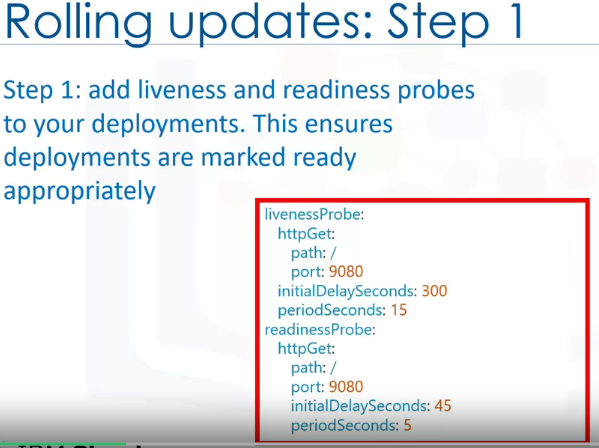 Rolling updates: Step 1
Step 1: add liveness and readiness probes
to your deployments. This ensures
deployments are marked ready
appropriately
livenessProbe:
httpGet:
path: /
port: 9080
initialDelaySeconds: 300
periodSeconds: 15
readinessProbe:
httpGet:
path: /
port: 9080
initialDelaySeconds: 45
periodSeconds: 5